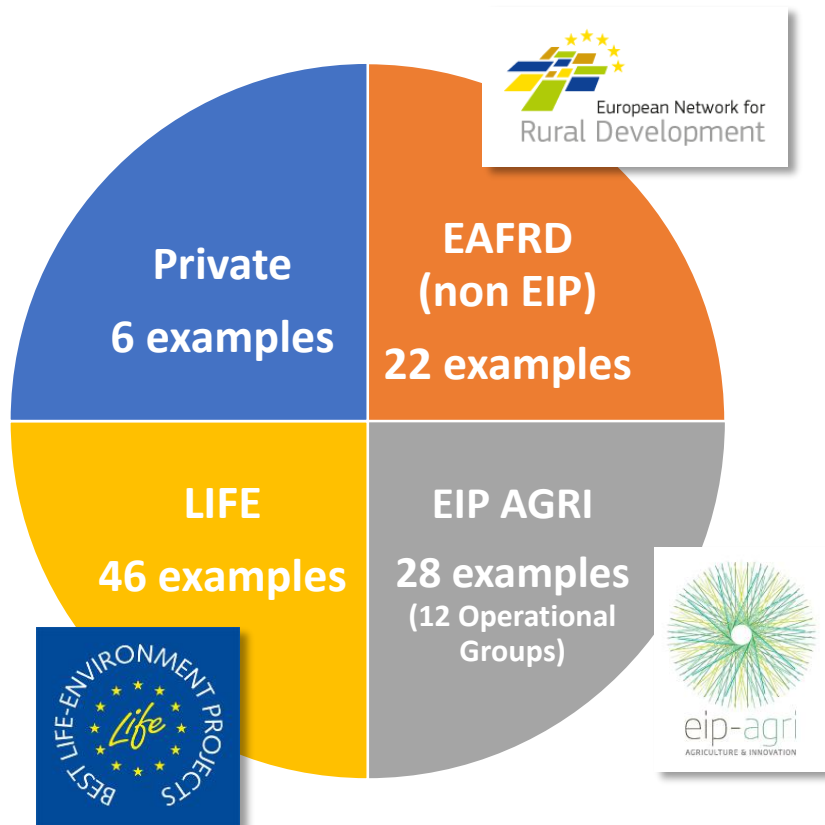 European Network for
Rural Development
Private
6 examples
EAFRD
(non EIP)
22 examples
LIFE
46 examples
EIP AGRI
28 examples
(12 Operational
Groups)
BEST LIFE-ENVIRONMENT PROJECTS
Life
eip-agri
AGRICULTURE & INNOVATION